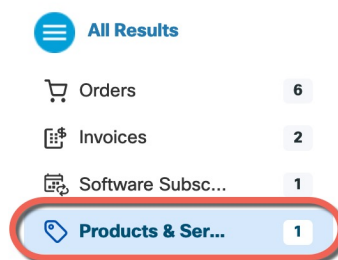 All Results
Orders 6
Invoices 2
Software Subsc... 1
Products & Ser... 1